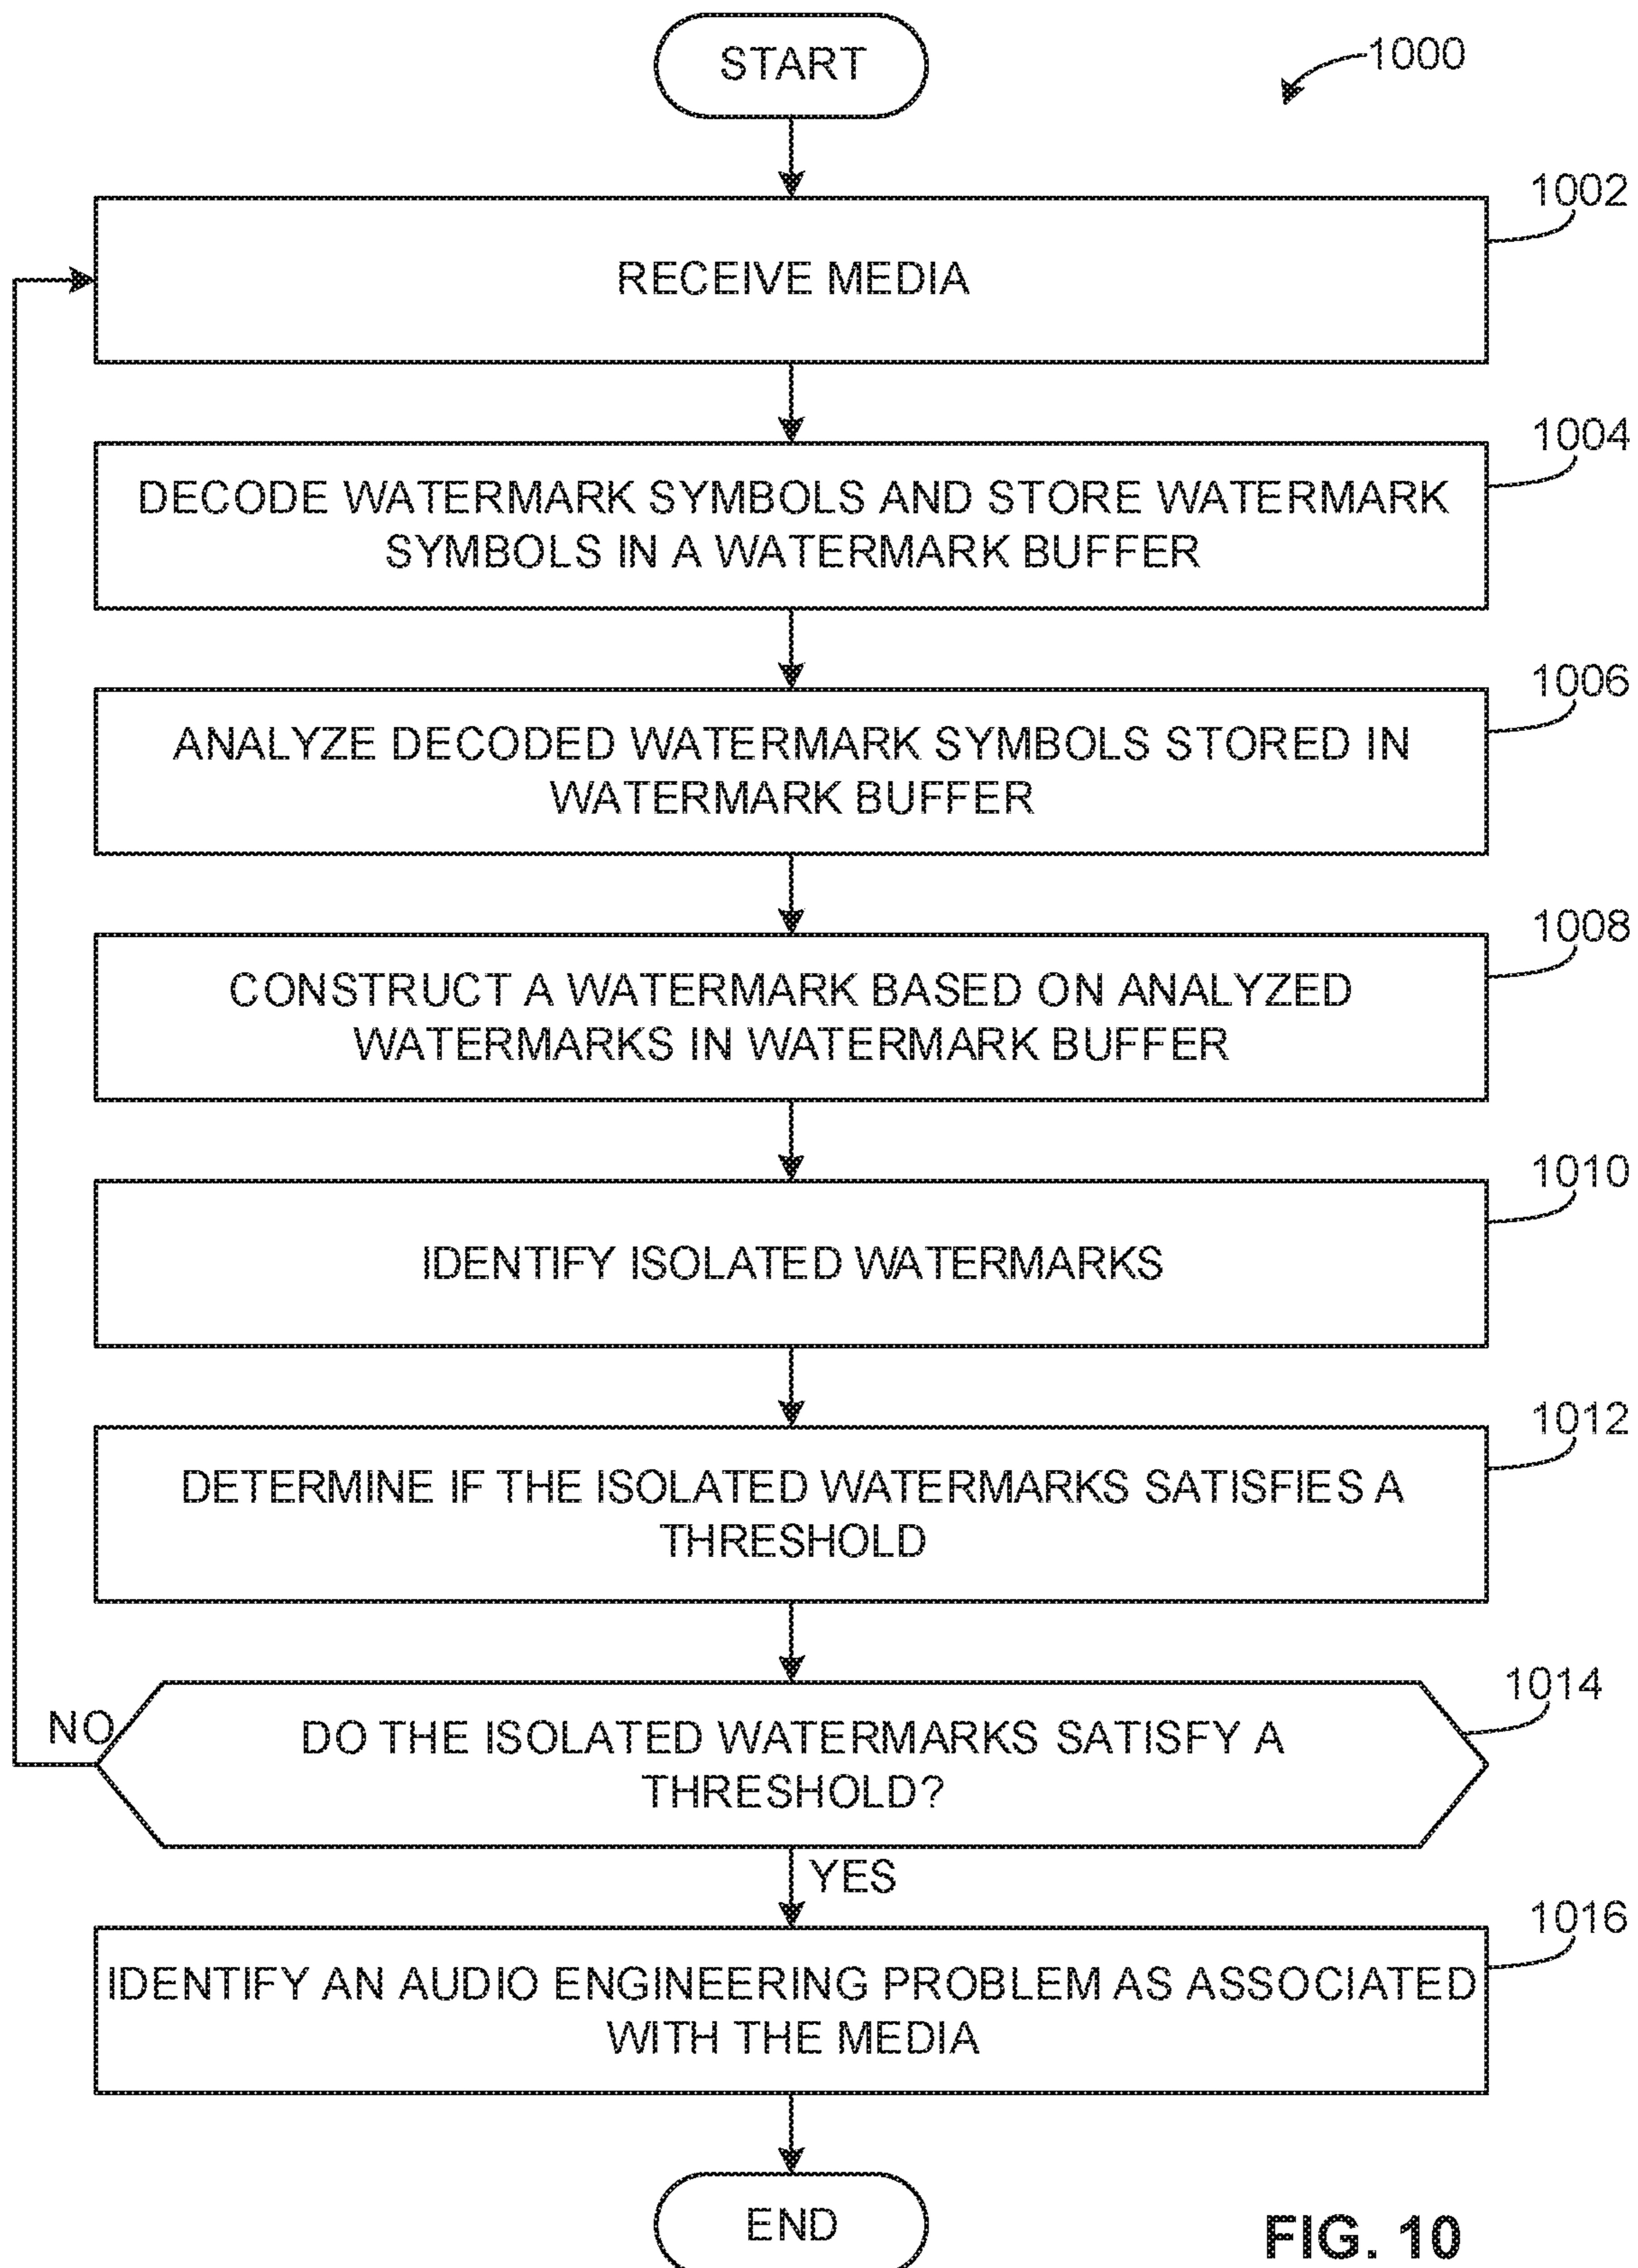 START
1000
1002
RECEIVE MEDIA
1004
DECODE WATERMARK SYMBOLS AND STORE WATERMARK
SYMBOLS IN A WATERMARK BUFFER
1006
ANALYZE DECODED WATERMARK SYMBOLS STORED IN
WATERMARK BUFFER
1008
CONSTRUCT A WATERMARK BASED ON ANALYZED
WATERMARKS IN WATERMARK BUFFER
1010
IDENTIFY ISOLATED WATERMARKS
1012
DETERMINE IF THE ISOLATED WATERMARKS SATISFIES A
THRESHOLD
1014
NO
DO THE ISOLATED WATERMARKS SATISFY A
THRESHOLD?
YES
1016
IDENTIFY AN AUDIO ENGINEERING PROBLEM AS ASSOCIATED
WITH THE MEDIA
END
FIG. 10